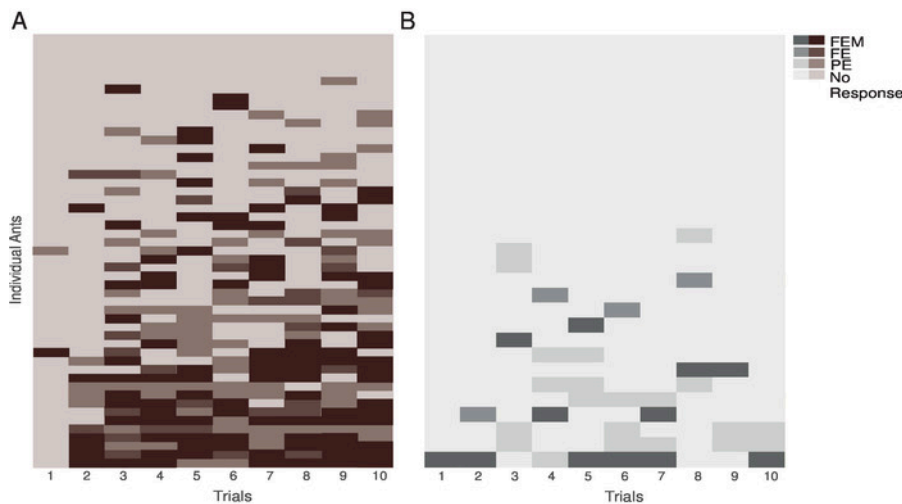 A
B
FEM
FE
PE
No
Response
Individual Ants
1 2 3 4 5 6 7 8 9 10
Trials
1 2 3 4 5 6 7 8 9 10
Trials